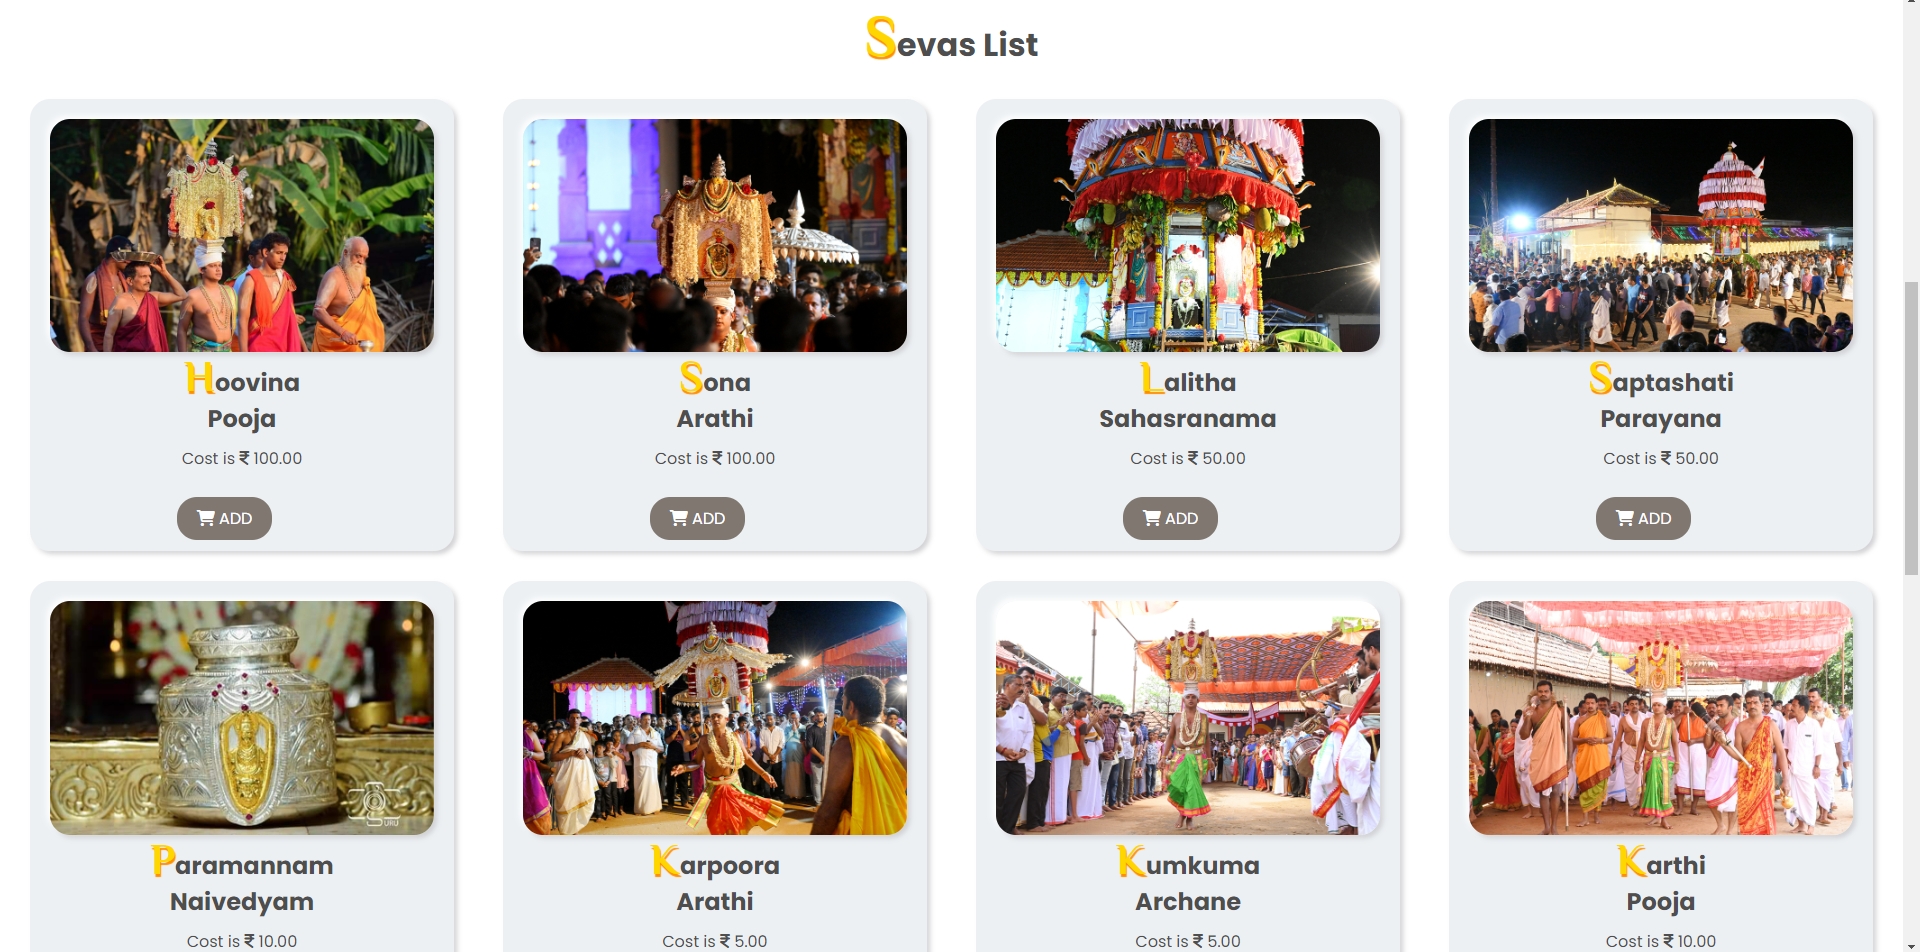 Sevas List
Hoovina
Pooja
Cost is ₹ 100.00
ADD
Sona
Arathi
Cost is ₹ 100.00
ADD
Lalitha
Sahasranama
Cost is ₹ 50.00
ADD
Saptashati
Parayana
Cost is ₹ 50.00
ADD
Paramannam
Naivedyam
Cost is ₹ 10.00
Karpoora
Arathi
Cost is ₹ 5.00
Kumkuma
Archane
Cost is ₹ 5.00
Karthi
Pooja
Cost is ₹ 10.00